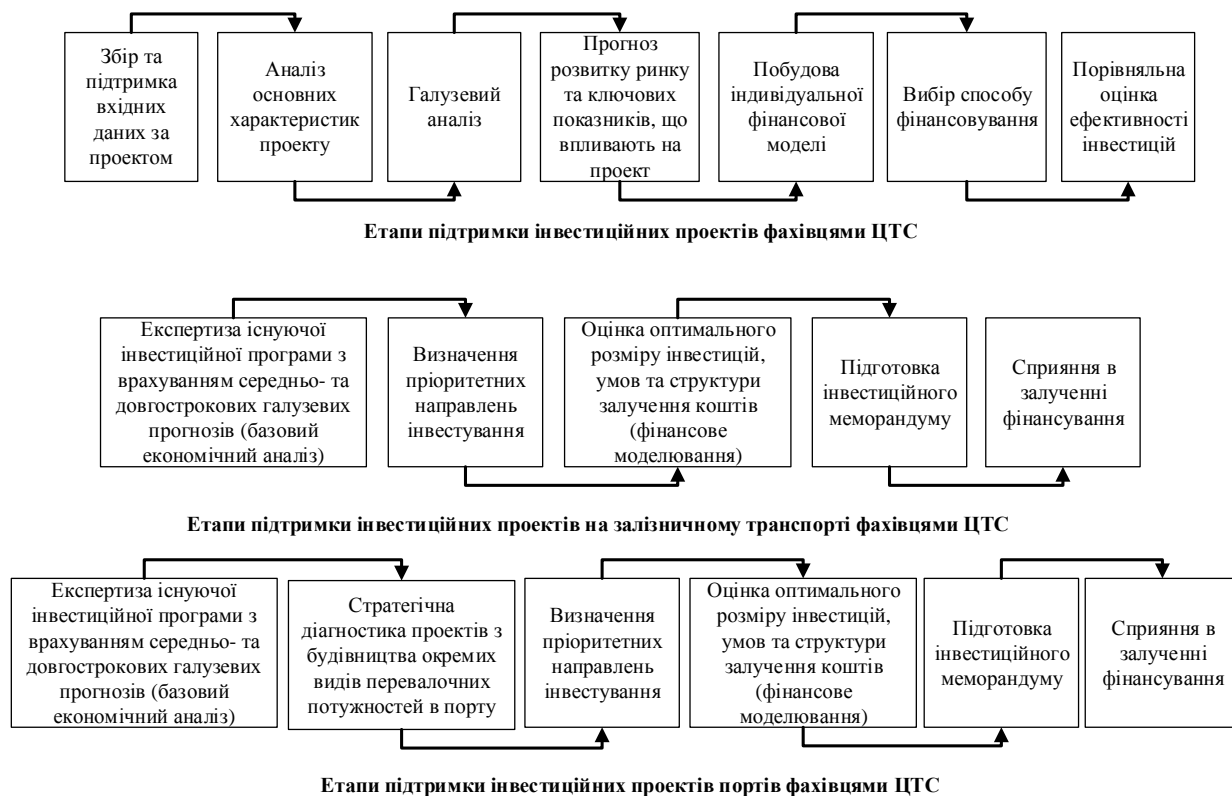 Збір та
підтримка
вхідних
даних за
проектом
Аналіз
основних
характеристик
проекту
Галузевий
аналіз
Прогноз
розвитку ринку
та ключових
показників, що
впливають на
проект
Побудова
індивідуальної
фінансової
моделі
Вибір способу
фінансовування
Порівняльна
оцінка
ефективності
інвестицій
Етапи підтримки інвестиційних проектів фахівцями ЦТС
Експертиза існуючої
інвестиційної програми з
врахуванням середньо- та
довгострокових галузевих
прогнозів (базовий
економічний аналіз)
Визначення
пріоритетних
направлень
інвестування
Оцінка оптимального
розміру інвестицій,
умов та структури
залучення коштів
(фінансове
моделювання)
Підготовка
інвестиційного
меморандуму
Сприяння в
залученні
фінансування
Етапи підтримки інвестиційних проектів на залізничному транспорті фахівцями ЦТС
Експертиза існуючої
інвестиційної програми з
врахуванням середньо- та
довгострокових галузевих
прогнозів (базовий
економічний аналіз)
Стратегічна
діагностика проектів з
будівництва окремих
видів перевалочних
потужностей в порту
Визначення
пріоритетних
направлень
інвестування
Оцінка оптимального
розміру інвестицій,
умов та структури
залучення коштів
(фінансове
моделювання)
Підготовка
інвестиційного
меморандуму
Сприяння в
залученні
фінансування
Етапи підтримки інвестиційних проектів портів фахівцями ЦТС